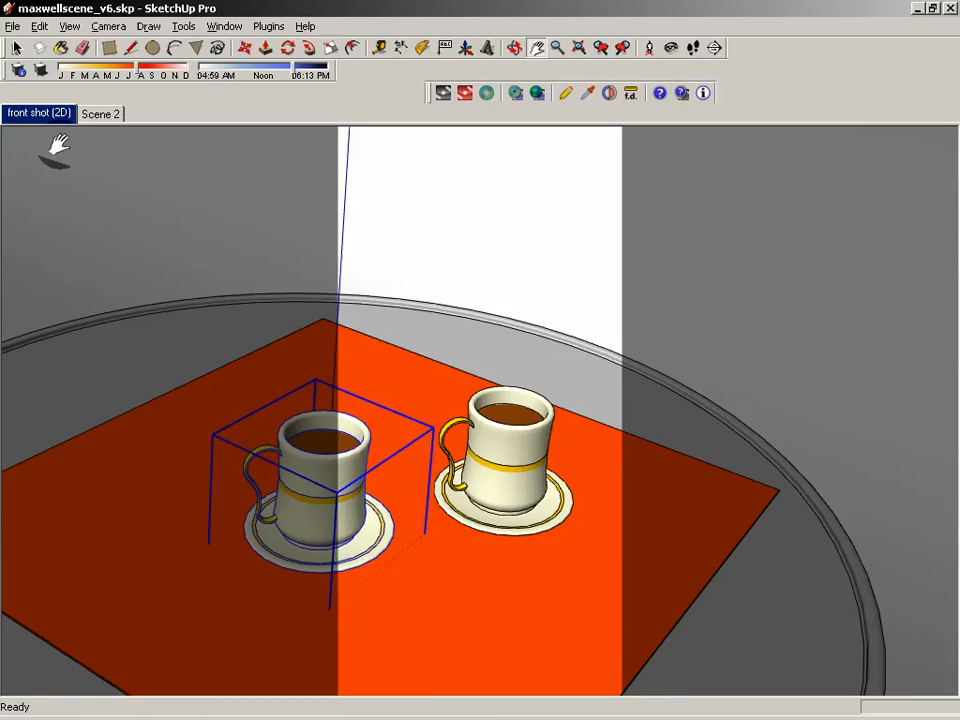 maxwellscene_v6.skp - SketchUp Pro
File Edit View Camera Draw Tools Window Plugins Help
J F M A M J J A S O N D 04:59 AM Noon 06:13 PM
f.d.
front shot (2D) Scene 2
Ready